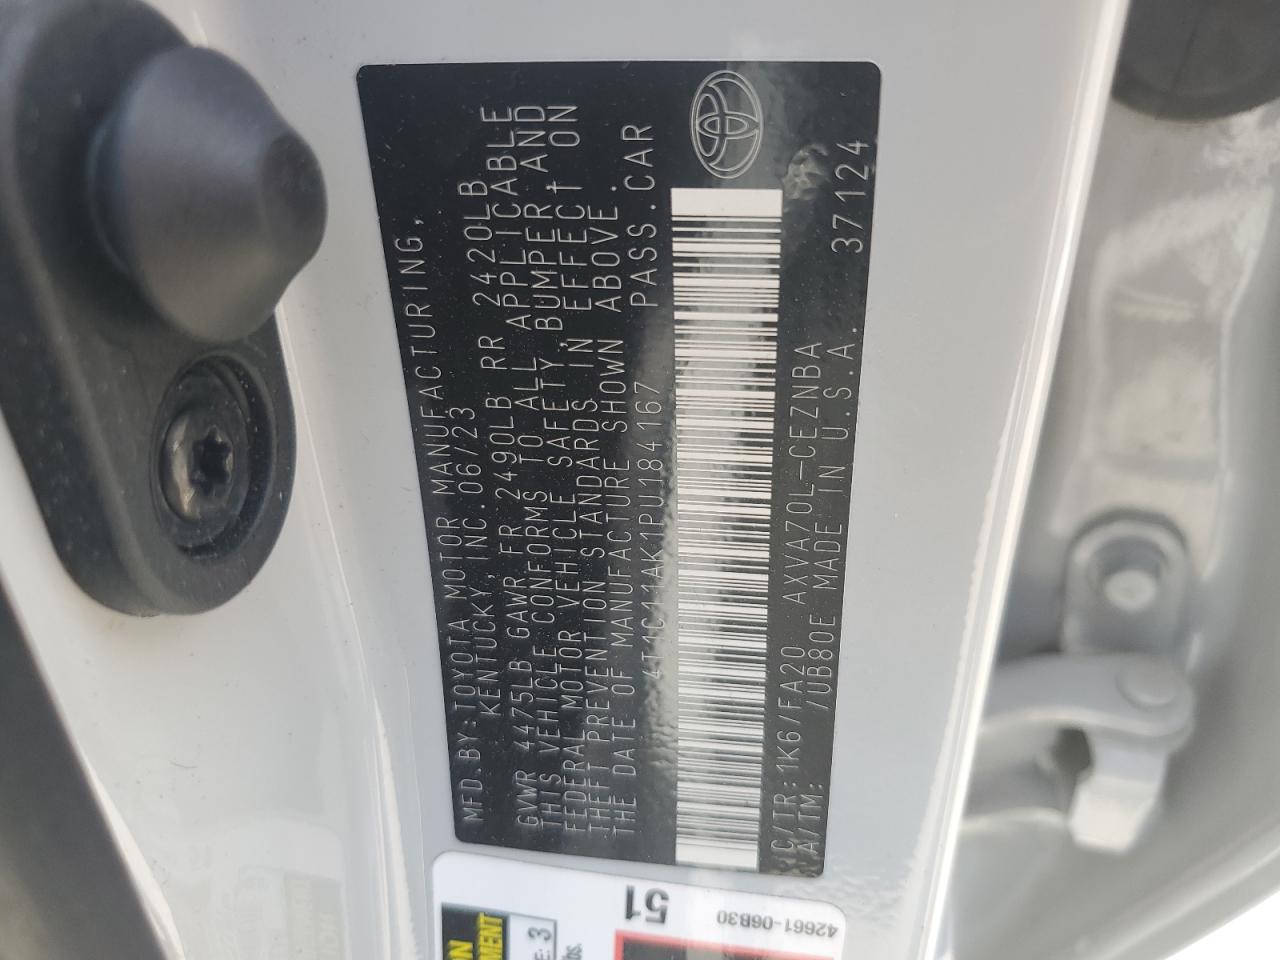 MFD.BY:TOYOTA MOTOR MANUFACTURING,
KENTUCKY, INC. 06/23
GVWR 4475LB GAWR FR 2490LB RR 2420LB
THIS VEHICLE CONFORMS TO ALL APPLICABLE
FEDERAL MOTOR VEHICLE SAFETY, BUMPER, AND
THEFT PREVENTION STANDARDS IN EFFECT ON
THE DATE OF MANUFACTURE SHOWN ABOVE.
4T1C1AK1PU184167 PASS.CAR
C/TR:1K6/FA20 AXVA70L-CEZNBA
A/TM: /UB80E MADE IN U.S.A. 37124
51
42661-06B30